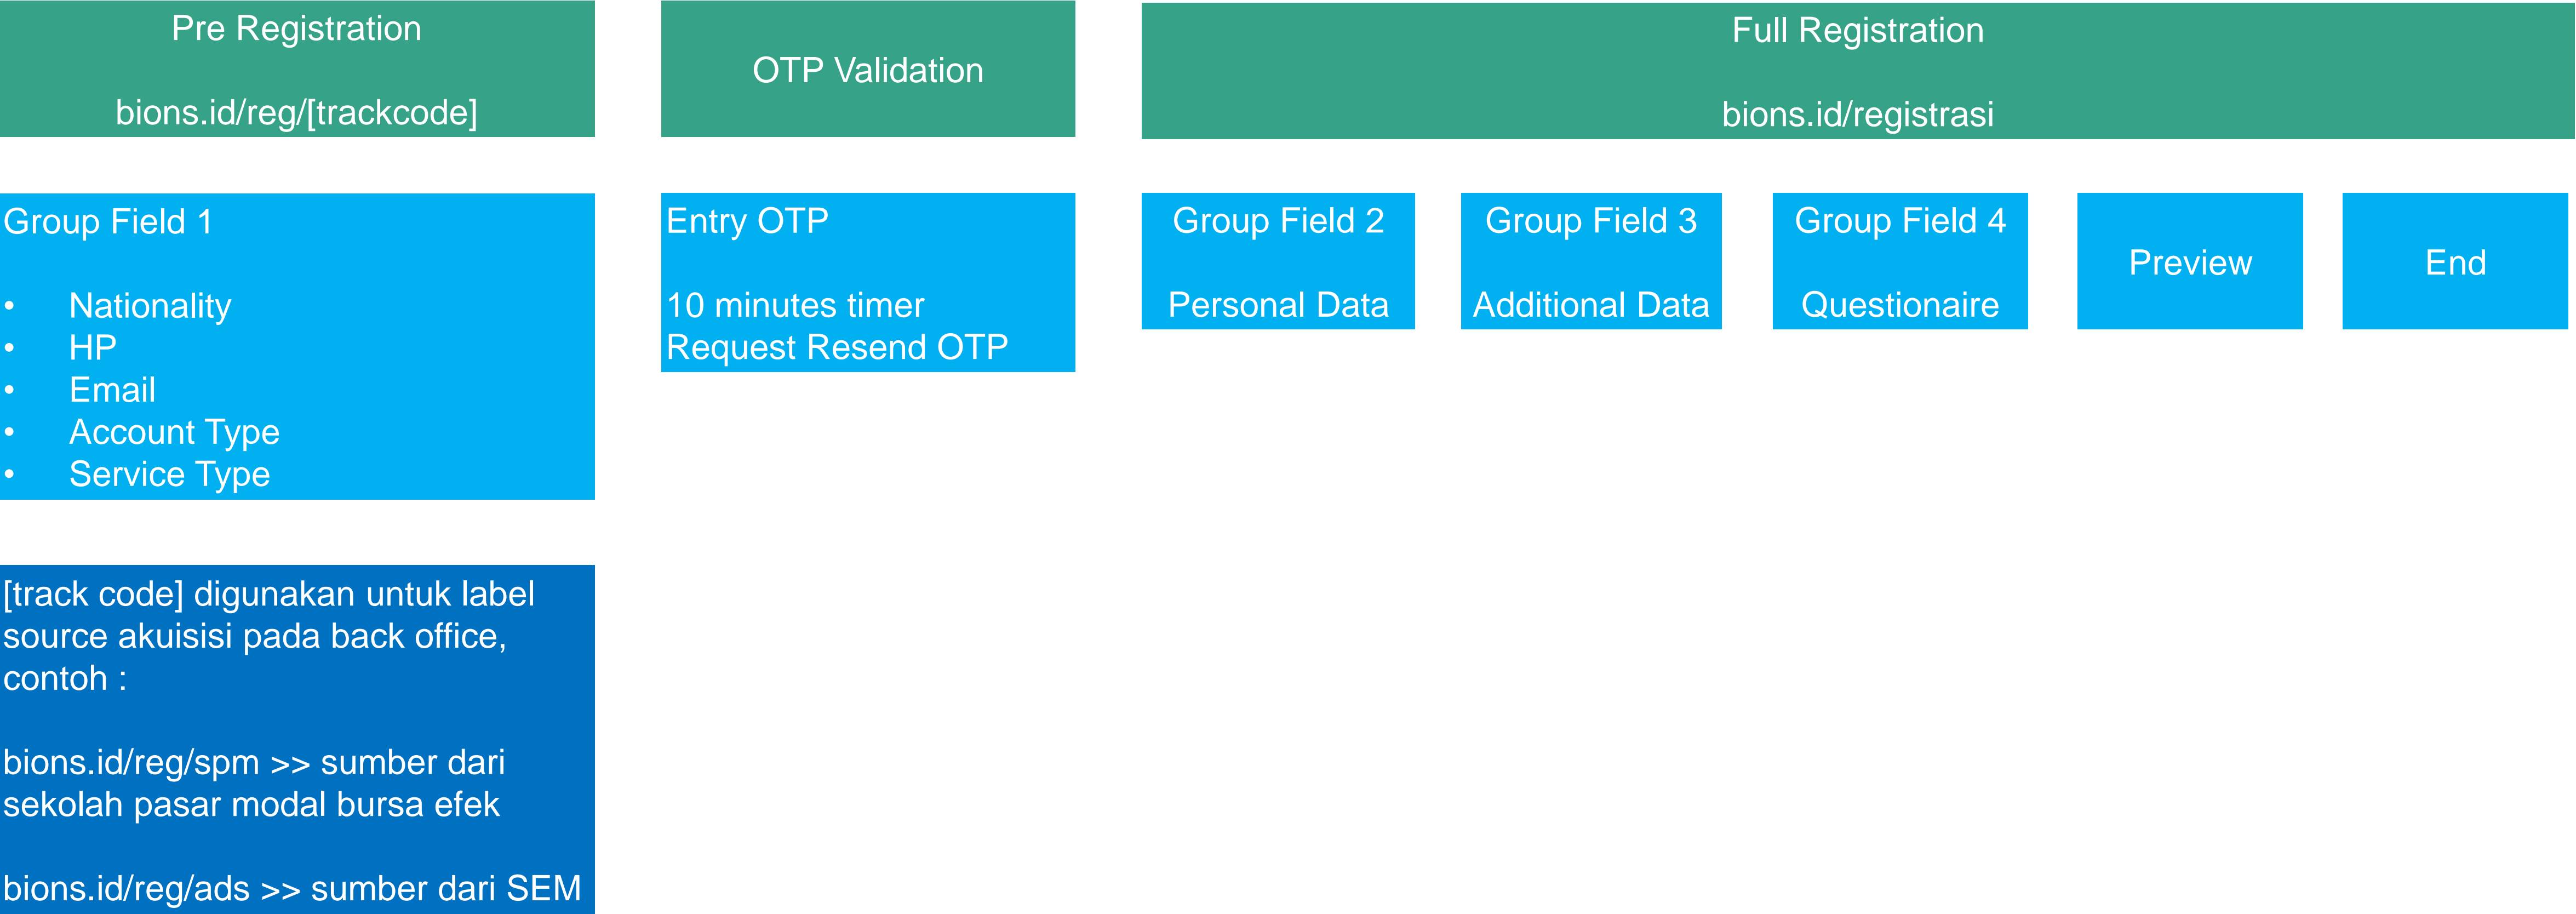 Pre Registration
bions.id/reg/[trackcode]
OTP Validation
Full Registration
bions.id/registrasi
Group Field 1
• Nationality
• HP
• Email
• Account Type
• Service Type
Entry OTP
10 minutes timer
Request Resend OTP
Group Field 2
Personal Data
Group Field 3
Additional Data
Group Field 4
Questionaire
Preview
End
[track code] digunakan untuk label
source akuisisi pada back office,
contoh :
bions.id/reg/spm >> sumber dari
sekolah pasar modal bursa efek
bions.id/reg/ads >> sumber dari SEM